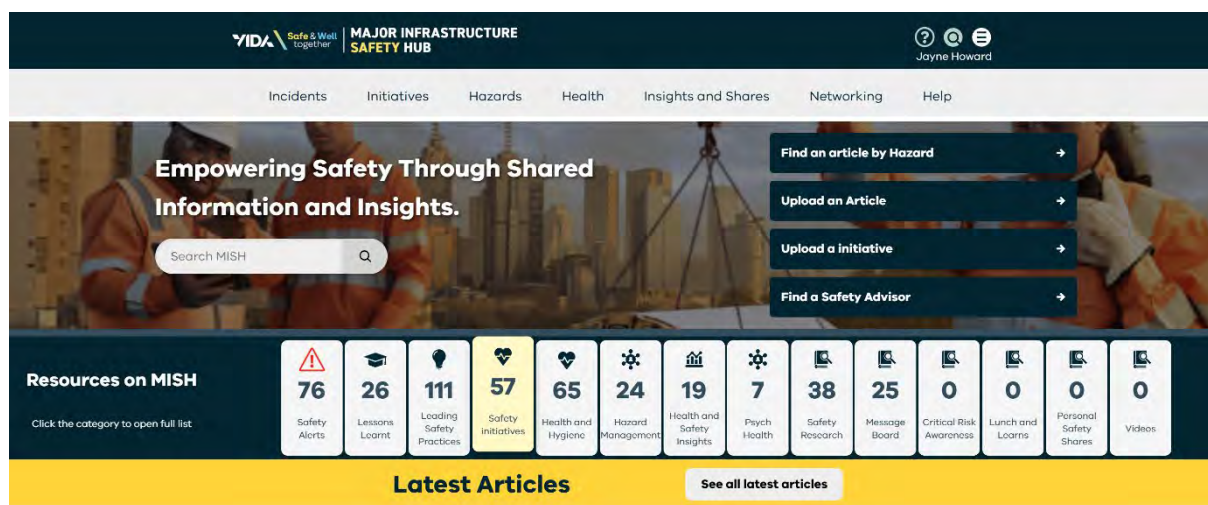 VIDA Safe & Well together MAJOR INFRASTRUCTURE SAFETY HUB
Jayne Howard
Incidents Initiatives Hazards Health Insights and Shares Networking Help
Empowering Safety Through Shared
Information and Insights.
Search MISH
Find an article by Hazard
Upload an Article
Upload a initiative
Find a Safety Advisor
Resources on MISH
Click the category to open full list
76
Safety
Alerts
26
Lessons
Learnt
111
Leading
Safety
Practices
57
Safety
initiatives
65
Health and
Hygiene
24
Hazard
Management
19
Health and
Safety
Insights
7
Psych
Health
38
Safety
Research
25
Message
Board
0
Critical Risk
Awareness
0
Lunch and
Learns
0
Personal
Safety
Shares
0
Videos
Latest Articles
See all latest articles